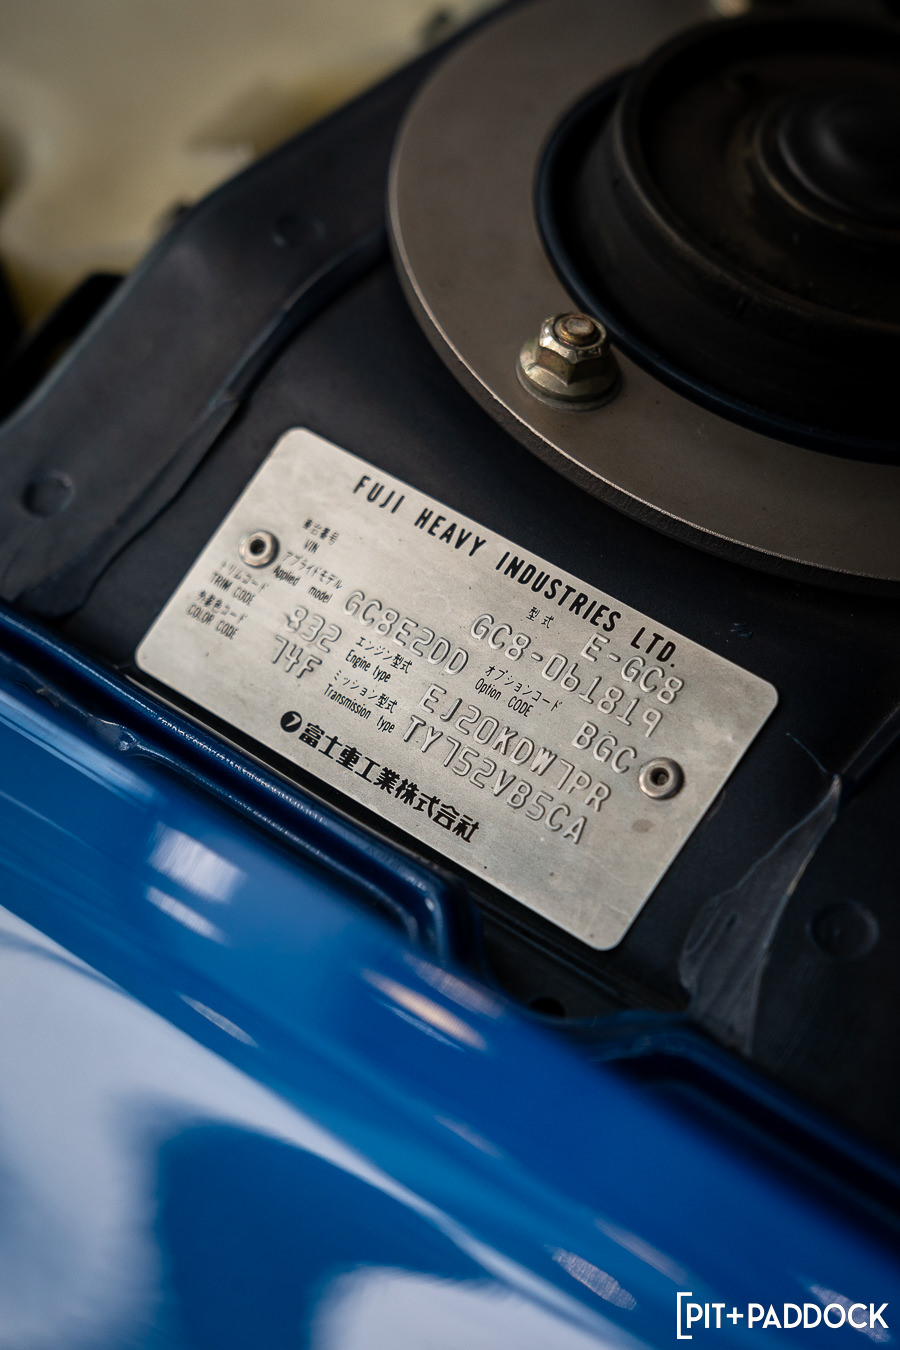 FUJI HEAVY INDUSTRIES LTD.
型式 E-GC8
車台番号
VIN GC8-061819
アプライドモデル
Applied model GC8E2DD
オプションコード
Option CODE BGC
トリムコード
TRIM CODE 832
エンジン型式
Engine type EJ20KDW7PR
外装色コード
COLOR CODE 74F
ミッション型式
Transmission type TY752VB5CA
富士重工業株式会社
[PIT+PADDOCK